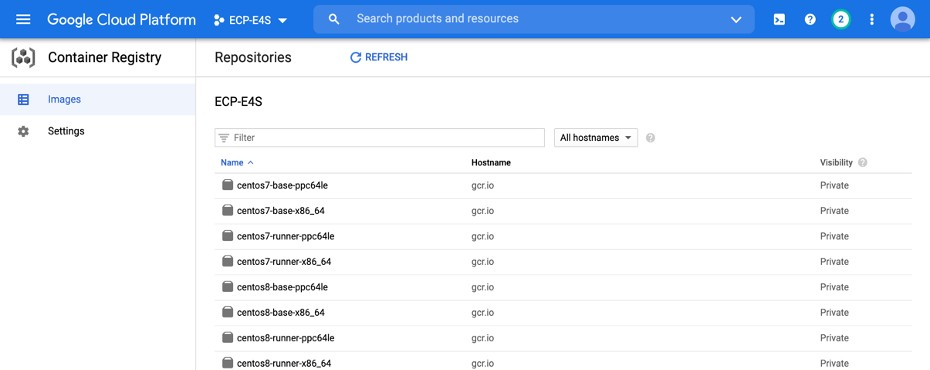 Google Cloud Platform ECP-E4S Search products and resources 2
Container Registry Repositories REFRESH
Images
Settings
ECP-E4S
Filter All hostnames
Name Hostname Visibility
centos7-base-ppc64le gcr.io Private
centos7-base-x86_64 gcr.io Private
centos7-runner-ppc64le gcr.io Private
centos7-runner-x86_64 gcr.io Private
centos8-base-ppc64le gcr.io Private
centos8-base-x86_64 gcr.io Private
centos8-runner-ppc64le gcr.io Private
centos8-runner-x86_64 gcr.io Private